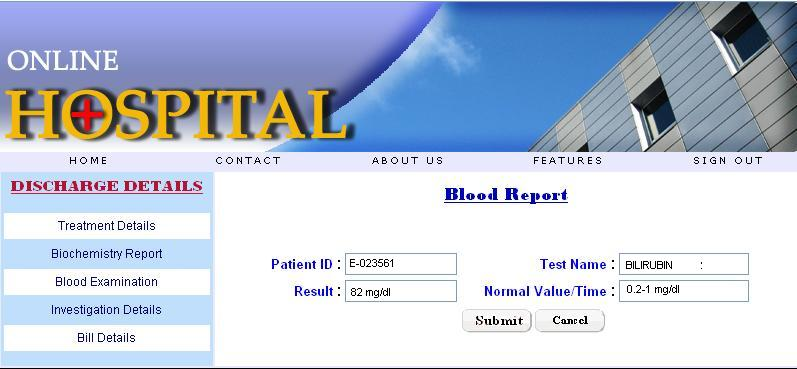 ONLINE
HOSPITAL
HOME CONTACT ABOUT US FEATURES SIGN OUT
DISCHARGE DETAILS
Treatment Details
Biochemistry Report
Blood Examination
Investigation Details
Bill Details
Blood Report
Patient ID : E-023561 Test Name : BILIRUBIN :
Result : 82 mg/dl Normal Value/Time : 0.2-1 mg/dl
Submit Cancel